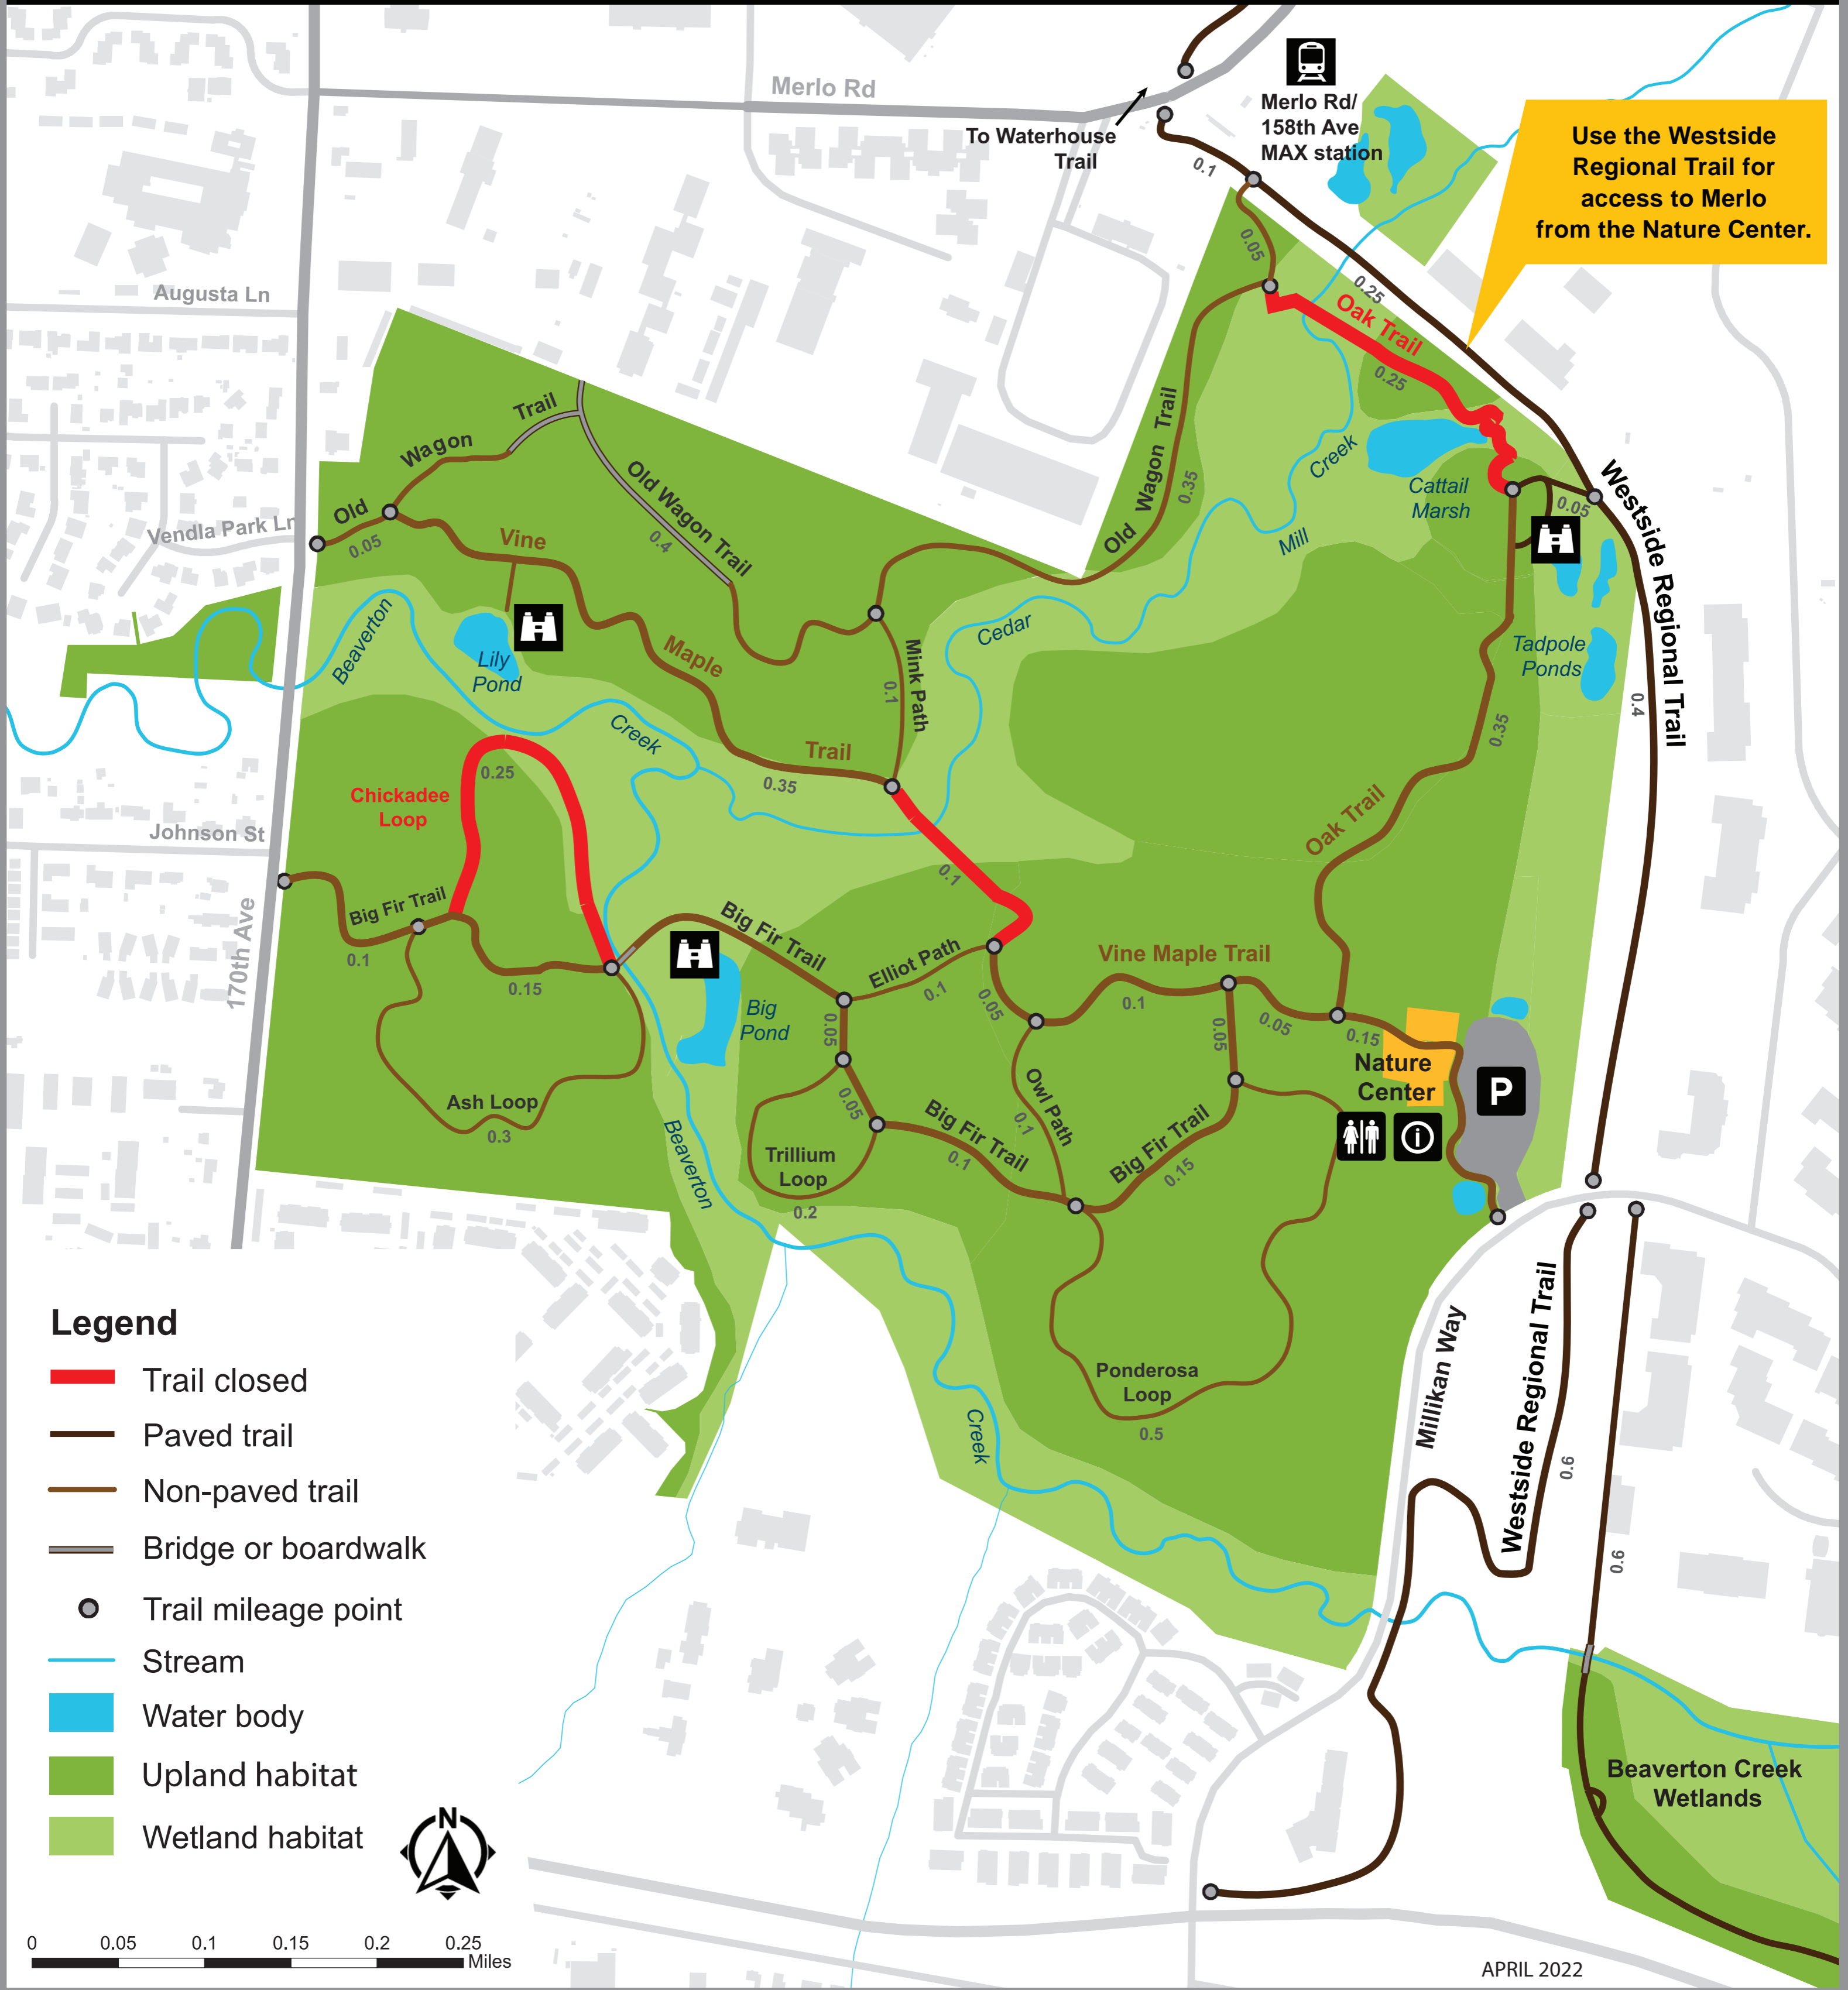 Merlo Rd
To Waterhouse
Trail
Merlo Rd/
158th Ave
MAX station
Use the Westside
Regional Trail for
access to Merlo
from the Nature Center.
0.1
0.05
0.25
Oak Trail
0.25
Augusta Ln
Wagon
Trail
Old
0.05
Old Wagon Trail
0.4
Vine
Vendla Park Ln
Old Wagon Trail
0.35
Creek
Mill
Cedar
Cattail
Marsh
0.05
Westside Regional Trail
0.4
Tadpole
Ponds
Beaverton
Lily
Pond
Maple
Mink Path
0.1
Creek
Trail
0.35
0.35
Oak Trail
0.25
Chickadee
Loop
Johnson St
0.1
Big Fir Trail
0.1
170th Ave
0.15
Big Fir Trail
Elliot Path
0.1
Vine Maple Trail
0.05
0.1
0.05
0.05
0.15
Big
Pond
0.05
0.05
Nature
Center
P
i
Ash Loop
0.3
Beaverton
Trillium
Loop
0.2
Big Fir Trail
0.1
Owl Path
0.1
Big Fir Trail
0.15
Ponderosa
Loop
0.5
Creek
Millikan Way
Westside Regional Trail
0.6
0.6
Beaverton Creek
Wetlands
Legend
Trail closed
Paved trail
Non-paved trail
Bridge or boardwalk
Trail mileage point
Stream
Water body
Upland habitat
Wetland habitat
N
0 0.05 0.1 0.15 0.2 0.25
Miles
APRIL 2022